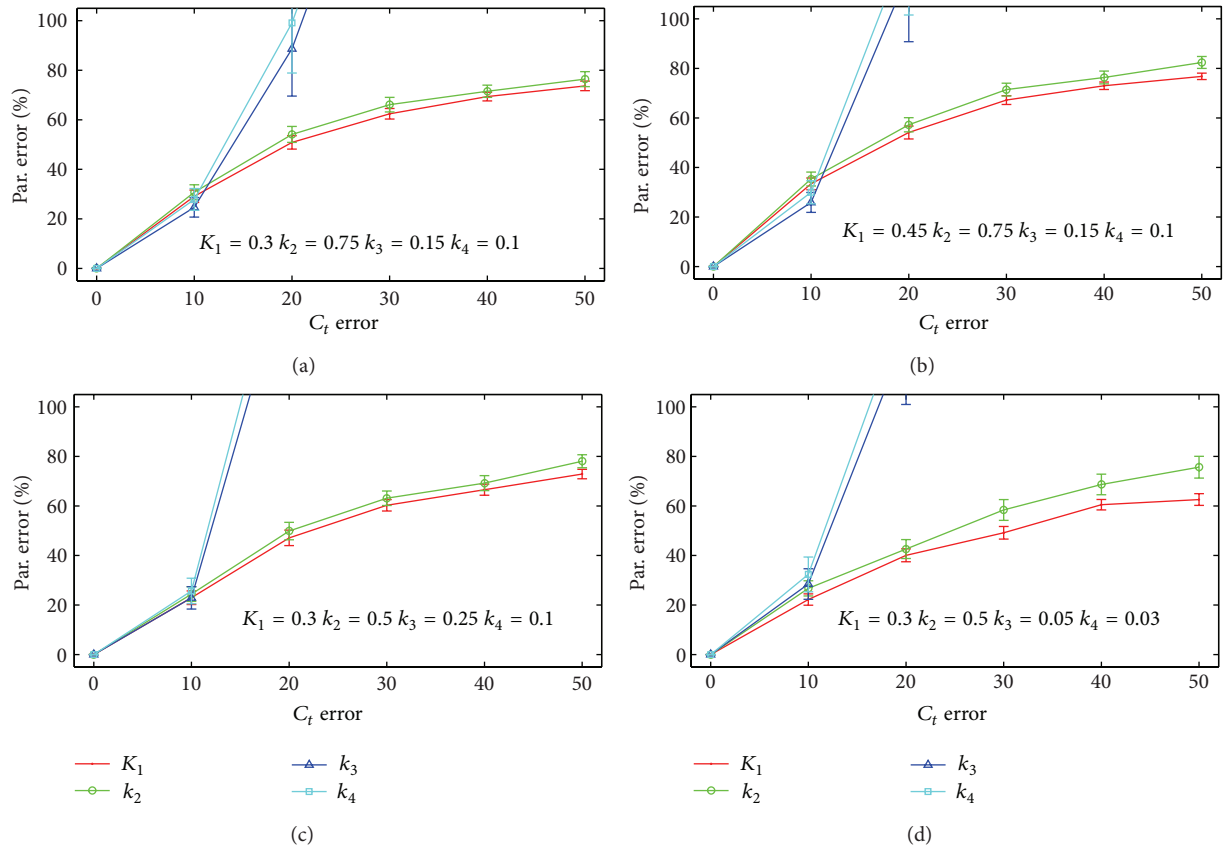 100
80
60
40
20
0
Par. error (%)
K₁ = 0.3 k₂ = 0.75 k₃ = 0.15 k₄ = 0.1
0 10 20 30 40 50
Cₜ error
(a)
100
80
60
40
20
0
Par. error (%)
K₁ = 0.45 k₂ = 0.75 k₃ = 0.15 k₄ = 0.1
0 10 20 30 40 50
Cₜ error
(b)
100
80
60
40
20
0
Par. error (%)
K₁ = 0.3 k₂ = 0.5 k₃ = 0.25 k₄ = 0.1
0 10 20 30 40 50
Cₜ error
K₁ k₃
k₂ k₄
(c)
100
80
60
40
20
0
Par. error (%)
K₁ = 0.3 k₂ = 0.5 k₃ = 0.05 k₄ = 0.03
0 10 20 30 40 50
Cₜ error
K₁ k₃
k₂ k₄
(d)